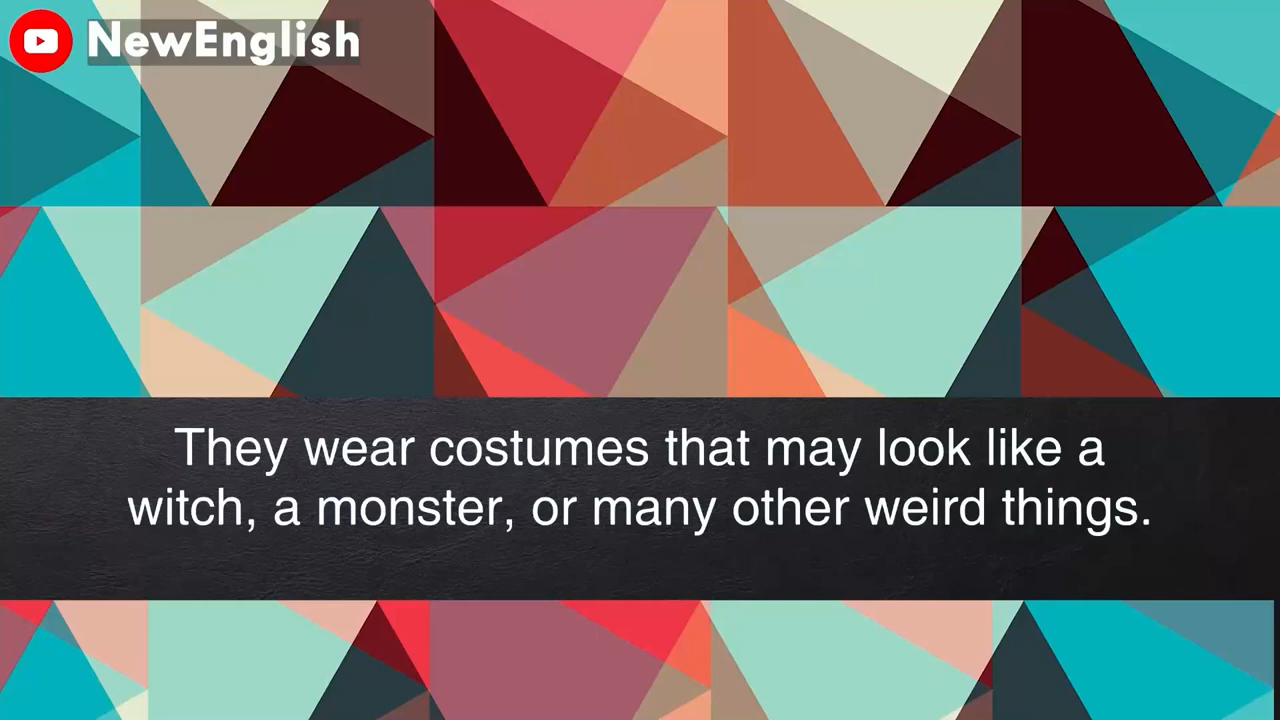 NewEnglish
They wear costumes that may look like a
witch, a monster, or many other weird things.